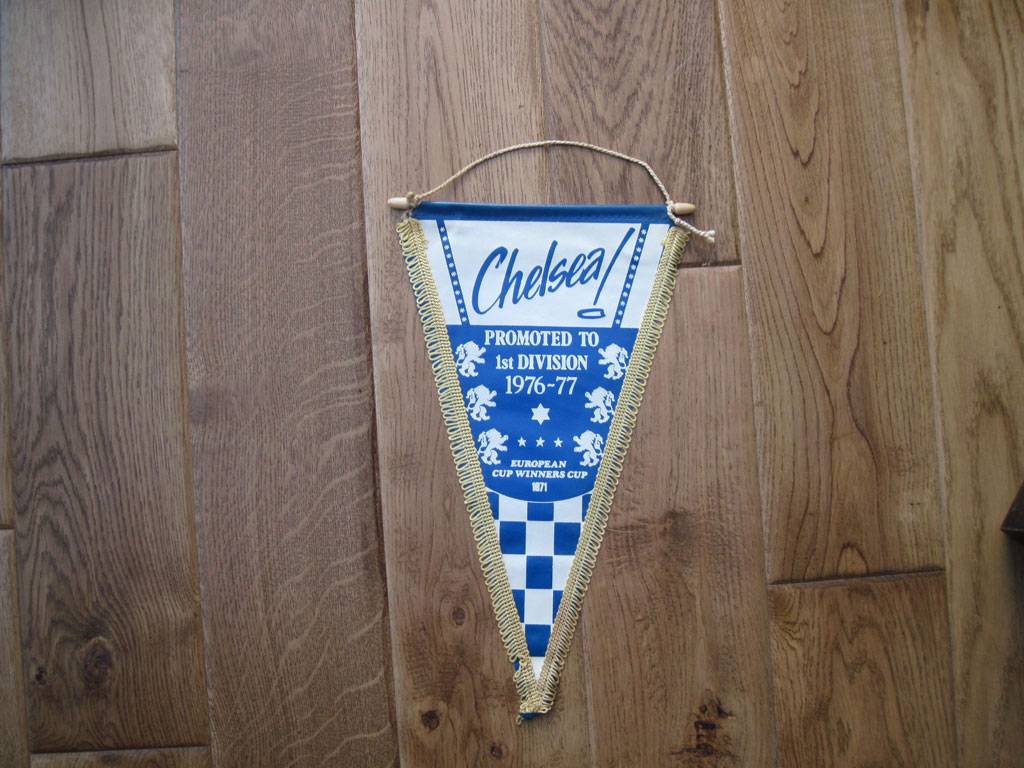 Chelsea!
PROMOTED TO
1st DIVISION
1976-77
EUROPEAN
CUP WINNERS CUP
1971